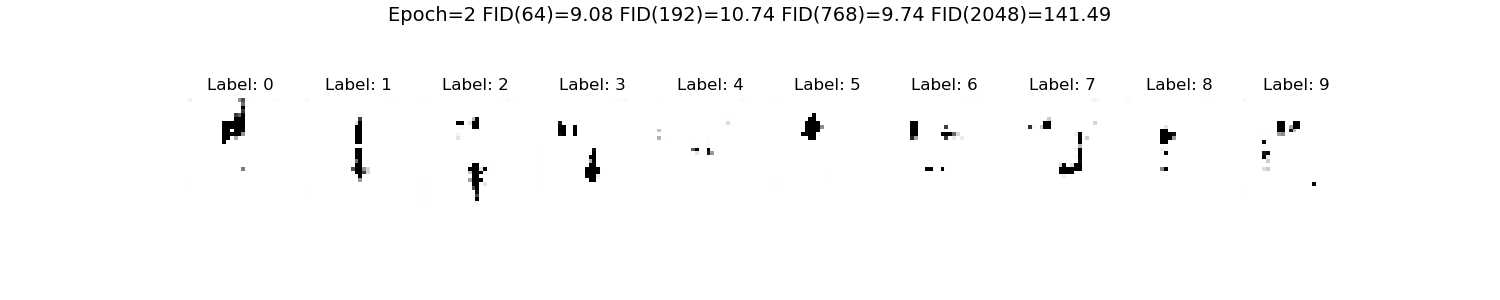 Epoch=2 FID(64)=9.08 FID(192)=10.74 FID(768)=9.74 FID(2048)=141.49
Label: 0 Label: 1 Label: 2 Label: 3 Label: 4 Label: 5 Label: 6 Label: 7 Label: 8 Label: 9